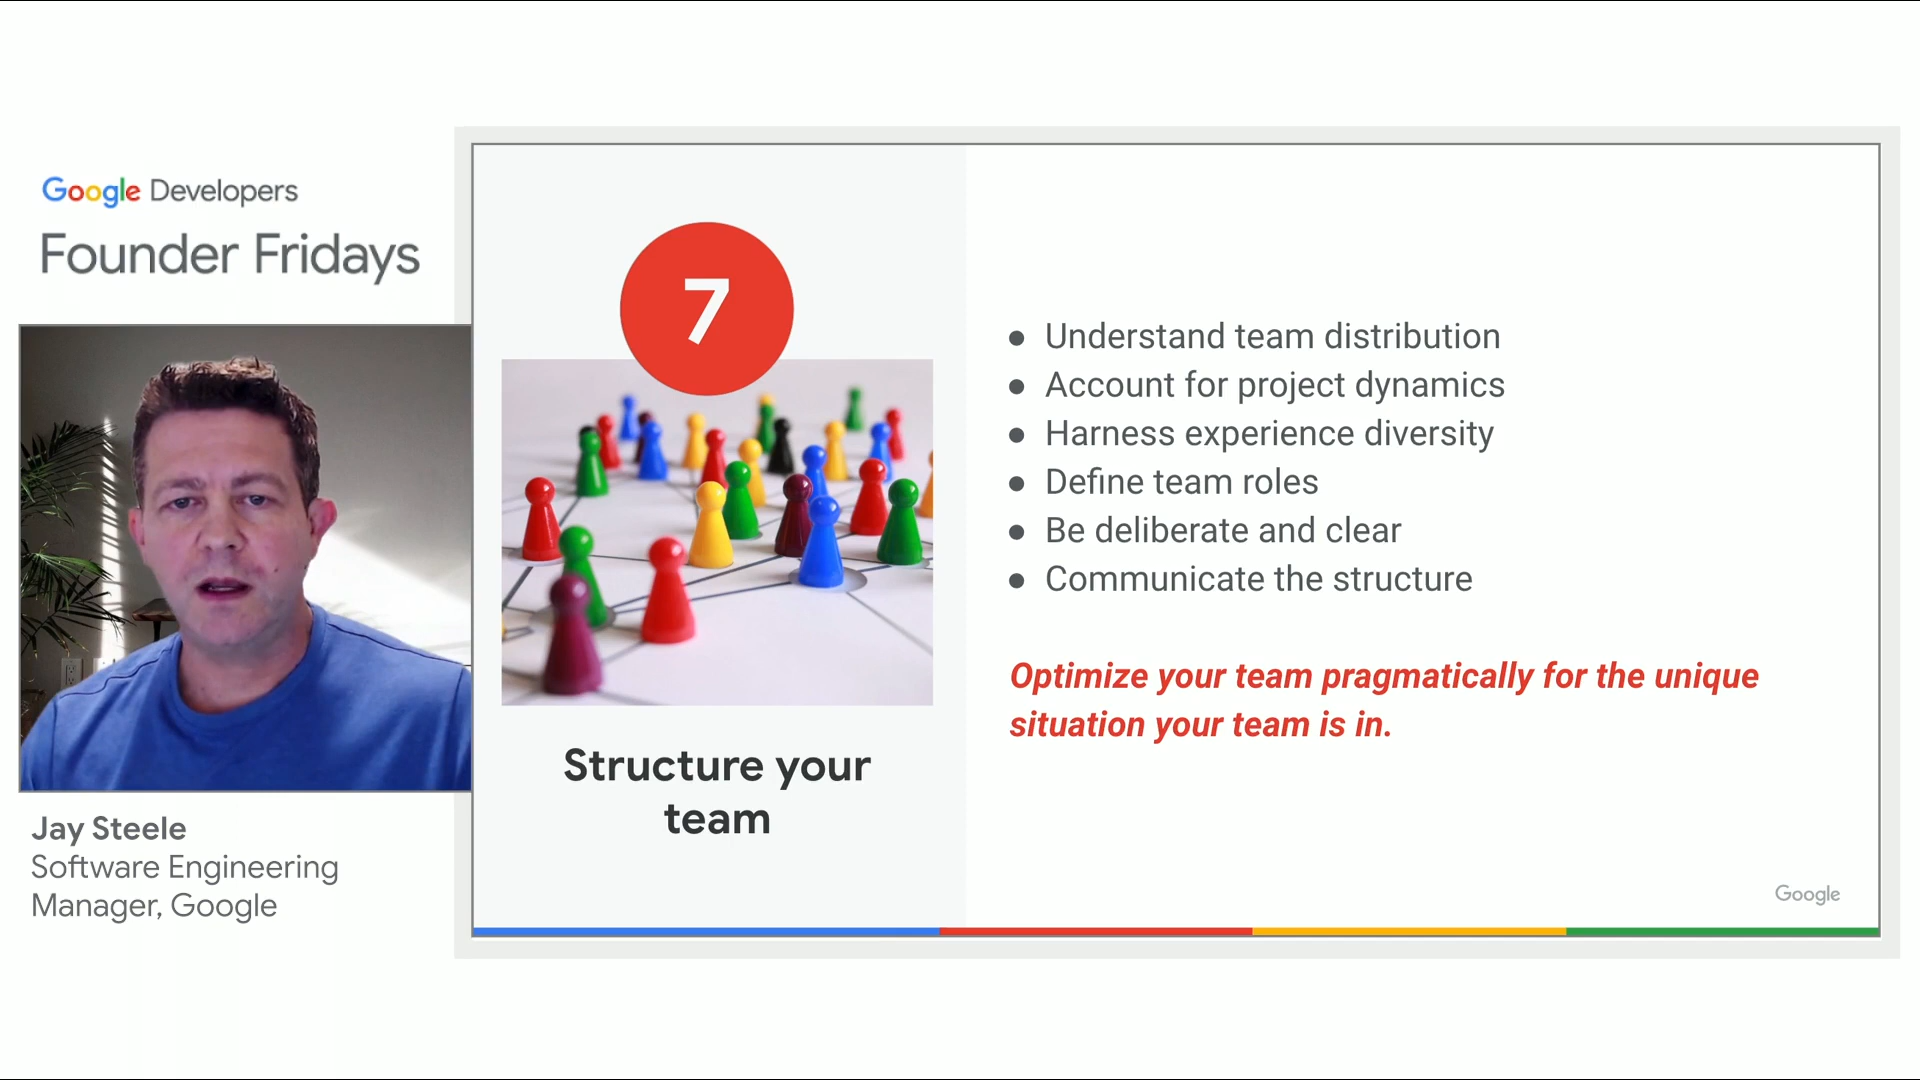 Google Developers
Founder Fridays
Jay Steele
Software Engineering
Manager, Google
7
Structure your
team
● Understand team distribution
● Account for project dynamics
● Harness experience diversity
● Define team roles
● Be deliberate and clear
● Communicate the structure
Optimize your team pragmatically for the unique
situation your team is in.
Google